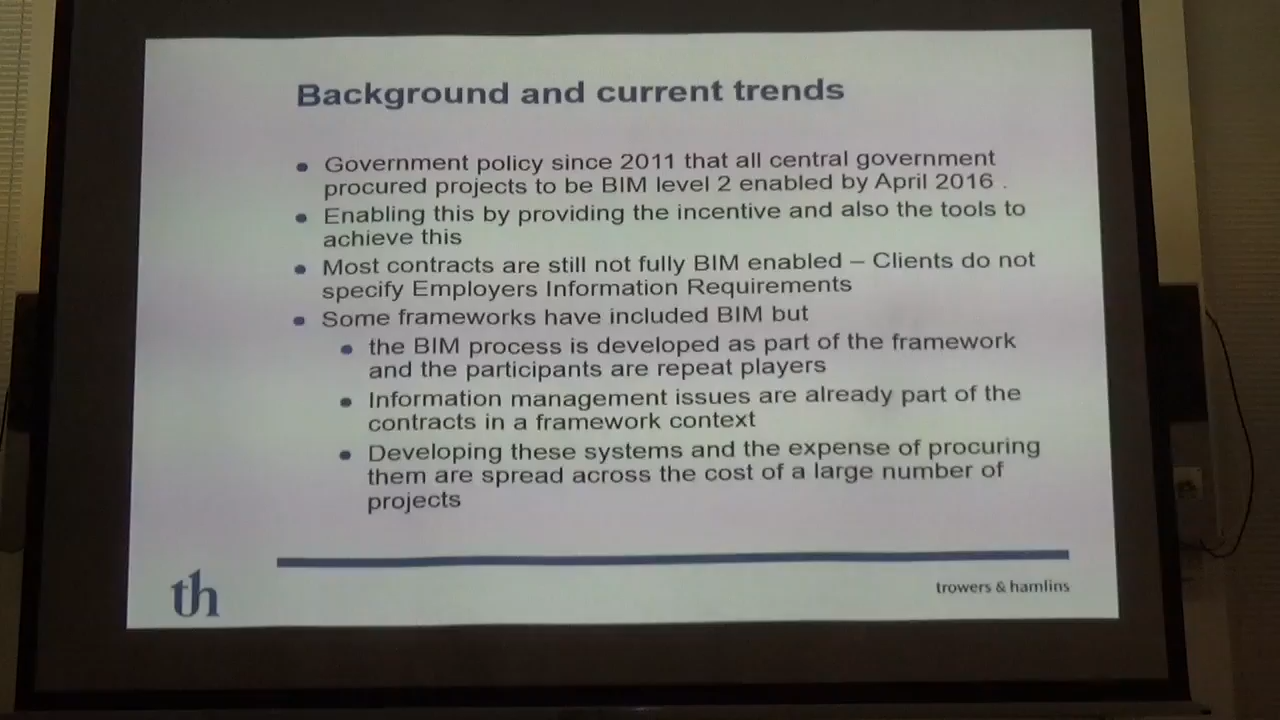 Background and current trends
• Government policy since 2011 that all central government
procured projects to be BIM level 2 enabled by April 2016 .
• Enabling this by providing the incentive and also the tools to
achieve this
• Most contracts are still not fully BIM enabled – Clients do not
specify Employers Information Requirements
• Some frameworks have included BIM but
• the BIM process is developed as part of the framework
and the participants are repeat players
• Information management issues are already part of the
contracts in a framework context
• Developing these systems and the expense of procuring
them are spread across the cost of a large number of
projects
th
trowers & hamlins